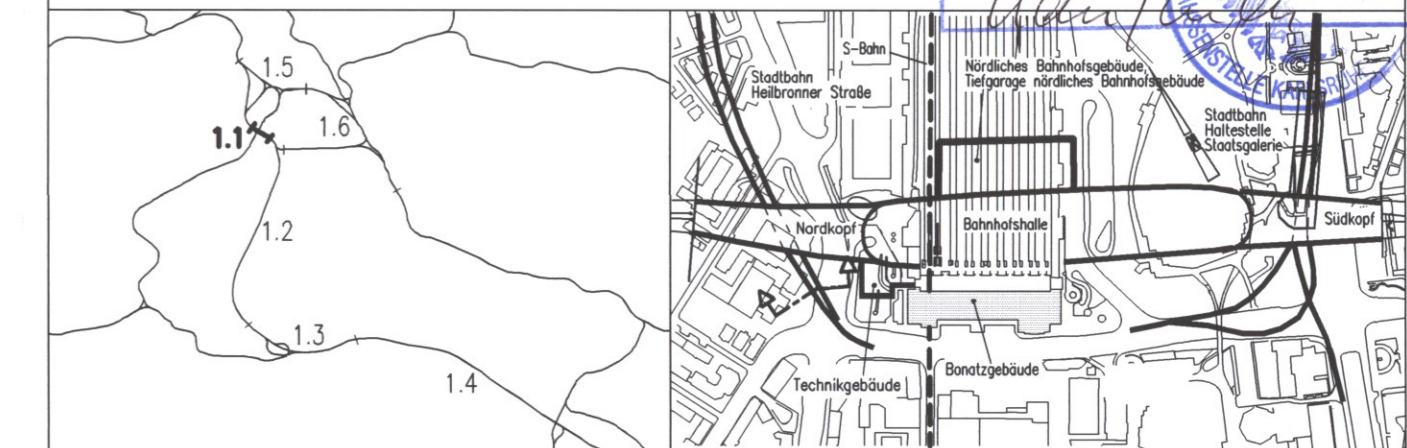 1.5
1.6
1.1
1.2
1.3
1.4
S-Bahn
Nördliches Bahnhofsgebäude,
Tiefgarage nördliches Bahnhofsgebäude
Stadtbahn
Heilbronner Straße
Stadtbahn
Haltestelle
Staatsgalerie
Nordkopf
Bahnhofshalle
Südkopf
Technikgebäude
Bonatzgebäude
KARLSRUHE